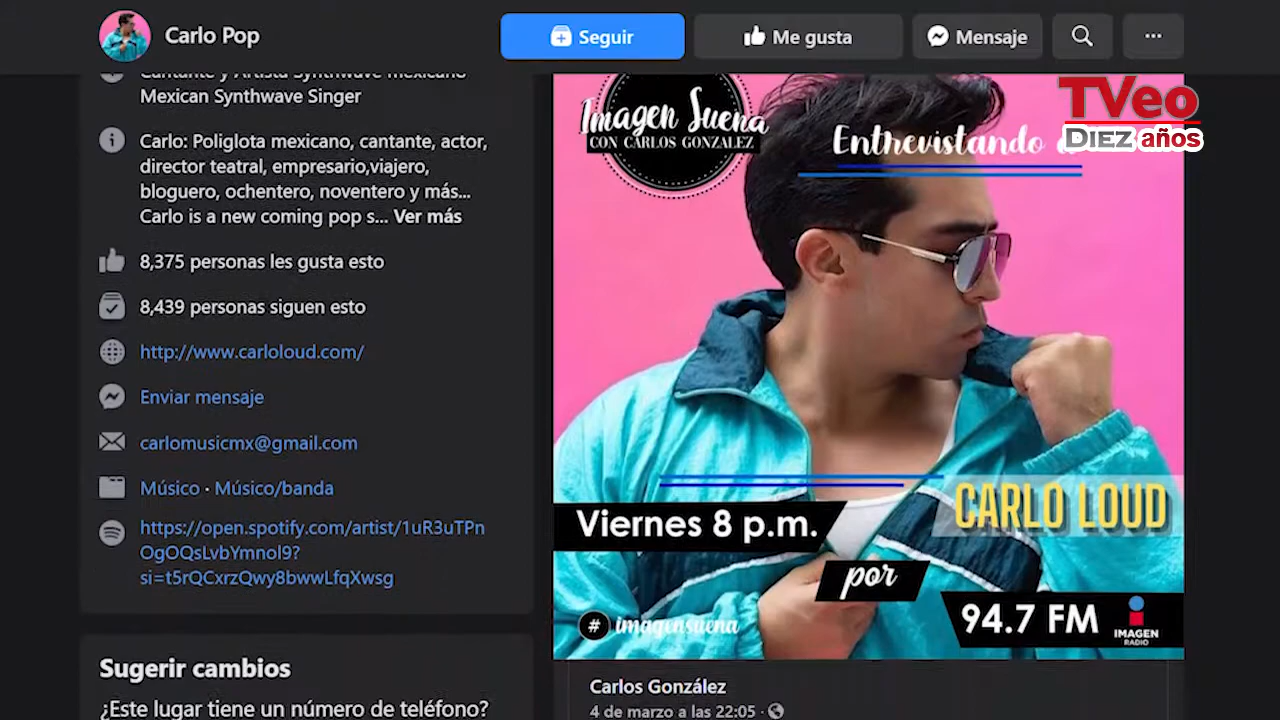 Carlo Pop
Seguir
Me gusta
Mensaje
Cantante y Artista Synthwave mexicano
Mexican Synthwave Singer
Carlo: Poliglota mexicano, cantante, actor,
director teatral, empresario,viajero,
bloguero, ochentero, noventero y más...
Carlo is a new coming pop s... Ver más
8,375 personas les gusta esto
8,439 personas siguen esto
http://www.carloloud.com/
Enviar mensaje
carlomusicmx@gmail.com
Músico · Músico/banda
https://open.spotify.com/artist/1uR3uTPn
OgOQsLvbYmnol9?
si=t5rQCxrzQwy8bwwLfqXwsg
Sugerir cambios
¿Este lugar tiene un número de teléfono?
TVeo
DIEZ años
Imagen Suena
CON CARLOS GONZALEZ
Entrevistando a
CARLO LOUD
Viernes 8 p.m.
por
94.7 FM
IMAGEN
RADIO
# imagensuena
Carlos González
4 de marzo a las 22:05 ·